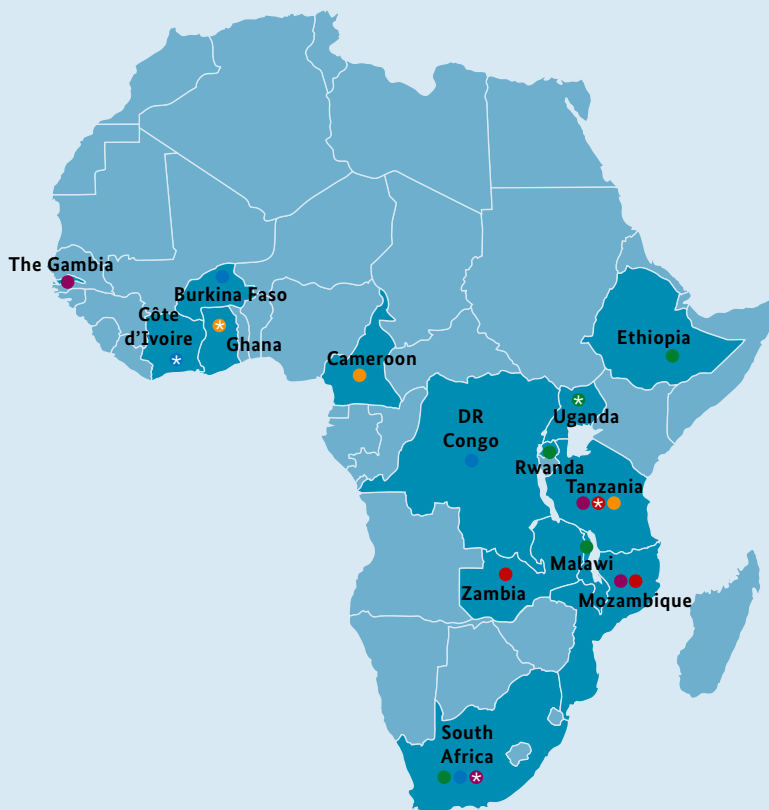 The Gambia
Burkina Faso
Côte
d'Ivoire
Ghana
Cameroon
Ethiopia
DR
Congo
Uganda
Rwanda
Tanzania
Malawi
Zambia
Mozambique
South
Africa